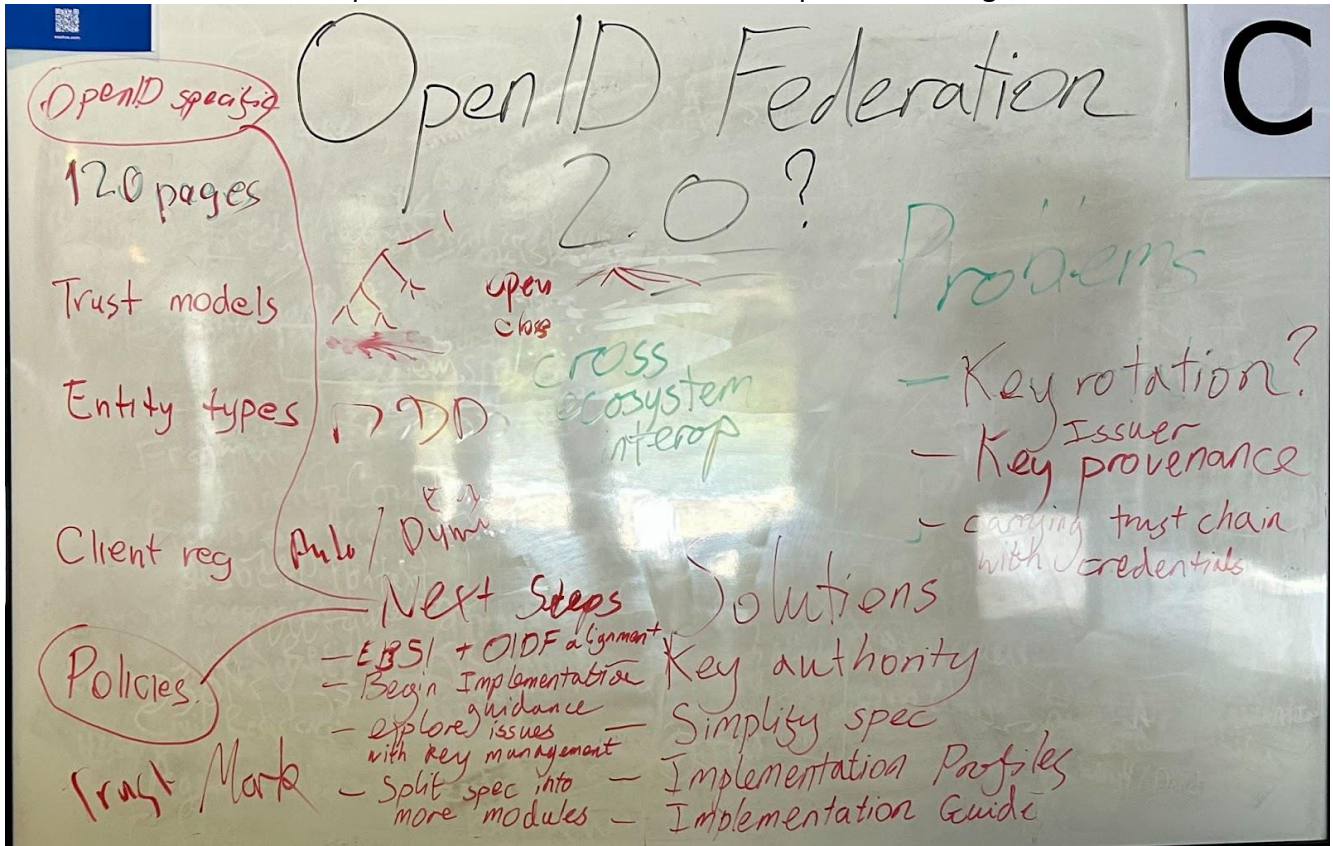 C
OpenID Federation
2.0?
OpenID specific
120 pages
Trust models
open
close
Entity types
cross
ecosystem
interop
Client reg
Auto / Dym
Policies
Trust Mark
Problems
- Key rotation?
- Issuer
Key provenance
- carrying trust chain
with credentials
Next Steps
- EBSI + OIDF alignment
- Begin Implementation
guidance
- explore issues
with key management
- Split spec into
more modules
Solutions
Key authority
- Simplify spec
- Implementation Profiles
- Implementation Guide